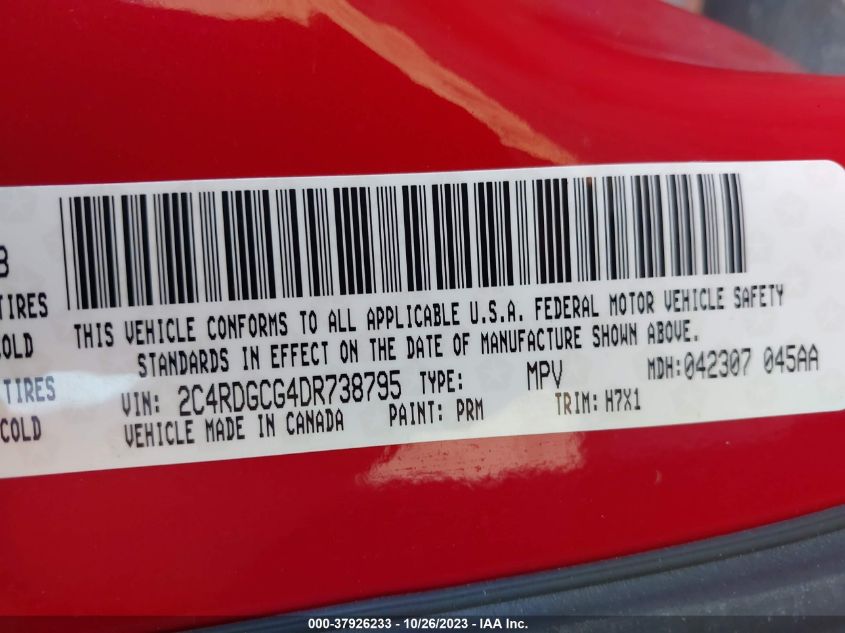 3
TIRES
COLD
TIRES
COLD
THIS VEHICLE CONFORMS TO ALL APPLICABLE U.S.A. FEDERAL MOTOR VEHICLE SAFETY
STANDARDS IN EFFECT ON THE DATE OF MANUFACTURE SHOWN ABOVE.
VIN: 2C4RDGCG4DR738795 TYPE: MPV MDH:042307 045AA
VEHICLE MADE IN CANADA PAINT: PRM TRIM: H7X1
000-37926233 - 10/26/2023 - IAA Inc.